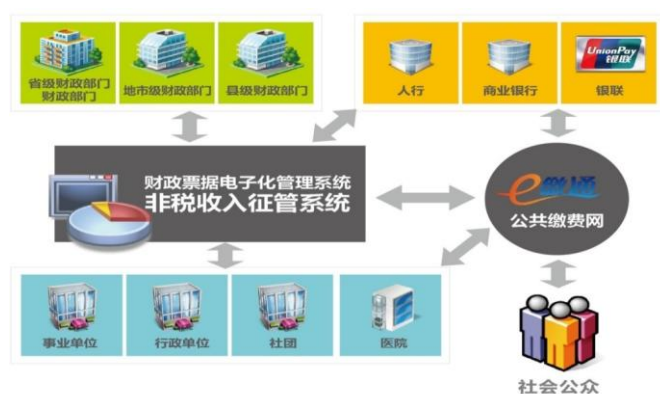 省级财政部门
财政部门
地市级财政部门
县级财政部门
人行
商业银行
UnionPay
银联
银联
财政票据电子化管理系统
非税收入征管系统
e缴通
公共缴费网
事业单位
行政单位
社团
医院
社会公众